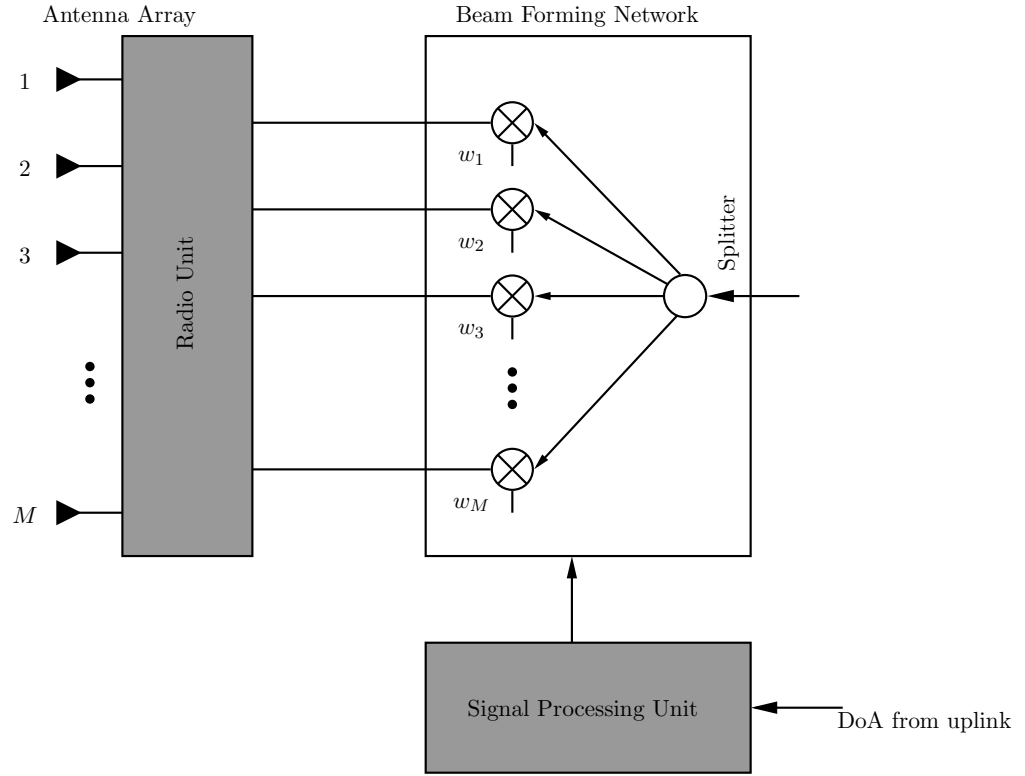 Antenna Array
Beam Forming Network
1
2
3
M
Radio Unit
w1
w2
w3
wM
Splitter
Signal Processing Unit
DoA from uplink